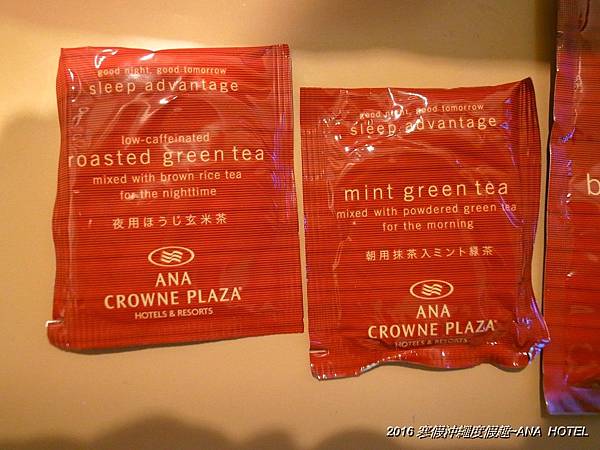 good night, good tomorrow
sleep advantage
low-caffeinated
roasted green tea
mixed with brown rice tea
for the nighttime
夜用ほうじ玄米茶
ANA
CROWNE PLAZA
HOTELS & RESORTS
good night, good tomorrow
sleep advantage
mint green tea
mixed with powdered green tea
for the morning
朝用抹茶入ミント緑茶
ANA
CROWNE PLAZA
HOTELS & RESORTS
b
2016 寒假沖繩度假趣-ANA HOTEL